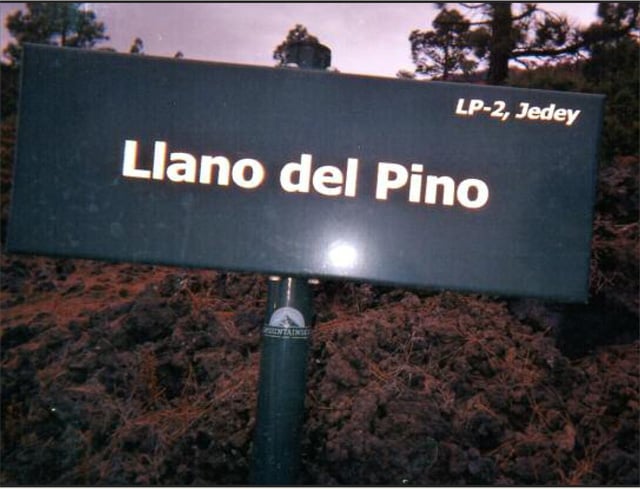 LP-2, Jedey
Llano del Pino